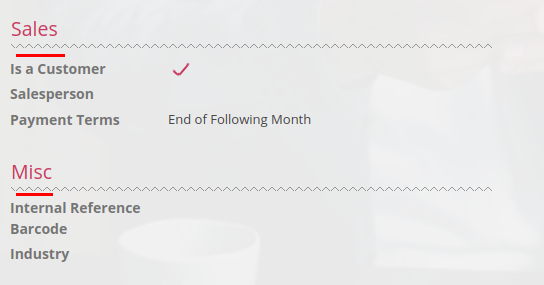 Sales
Is a Customer
Salesperson
Payment Terms End of Following Month
Misc
Internal Reference
Barcode
Industry